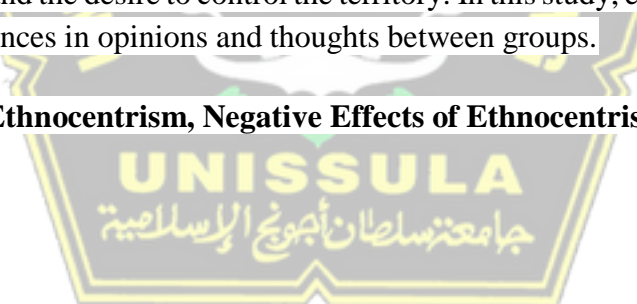 and the desire to control the territory. In this study, c
nces in opinions and thoughts between groups.
Ethnocentrism, Negative Effects of Ethnocentris
UNISSULA
جامعتنسلطان أجونج الإسلامية